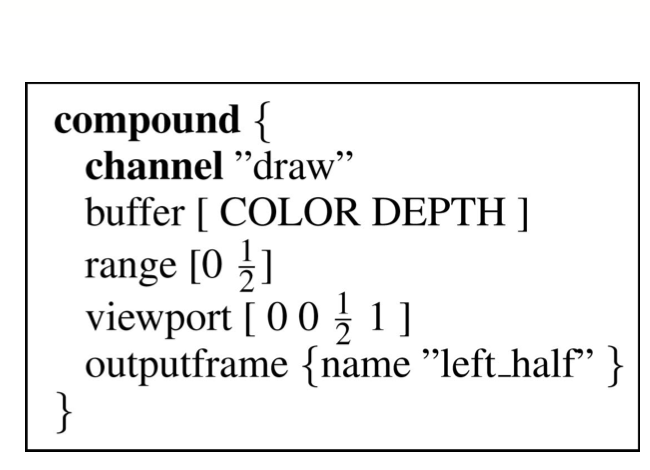 compound {
channel ”draw”
buffer [ COLOR DEPTH ]
range [0 1/2]
viewport [ 0 0 1/2 1 ]
outputframe {name ”left_half” }
}